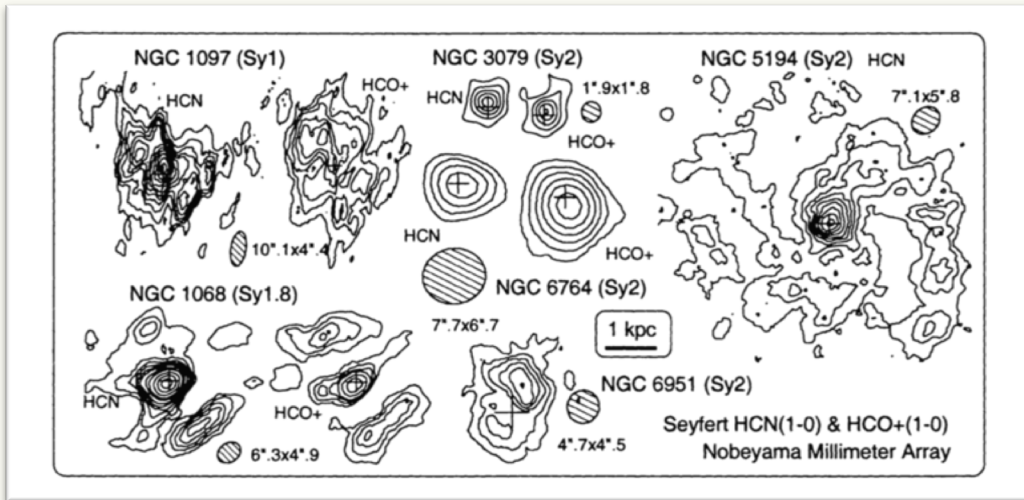 NGC 1097 (Sy1)
HCN
HCO+
10".1x4".4
NGC 3079 (Sy2)
HCN
1".9x1".8
HCO+
HCN
HCO+
NGC 6764 (Sy2)
7".7x6".7
NGC 5194 (Sy2) HCN
7".1x5".8
NGC 1068 (Sy1.8)
HCN
HCO+
6".3x4".9
1 kpc
NGC 6951 (Sy2)
4".7x4".5
Seyfert HCN(1-0) & HCO+(1-0)
Nobeyama Millimeter Array